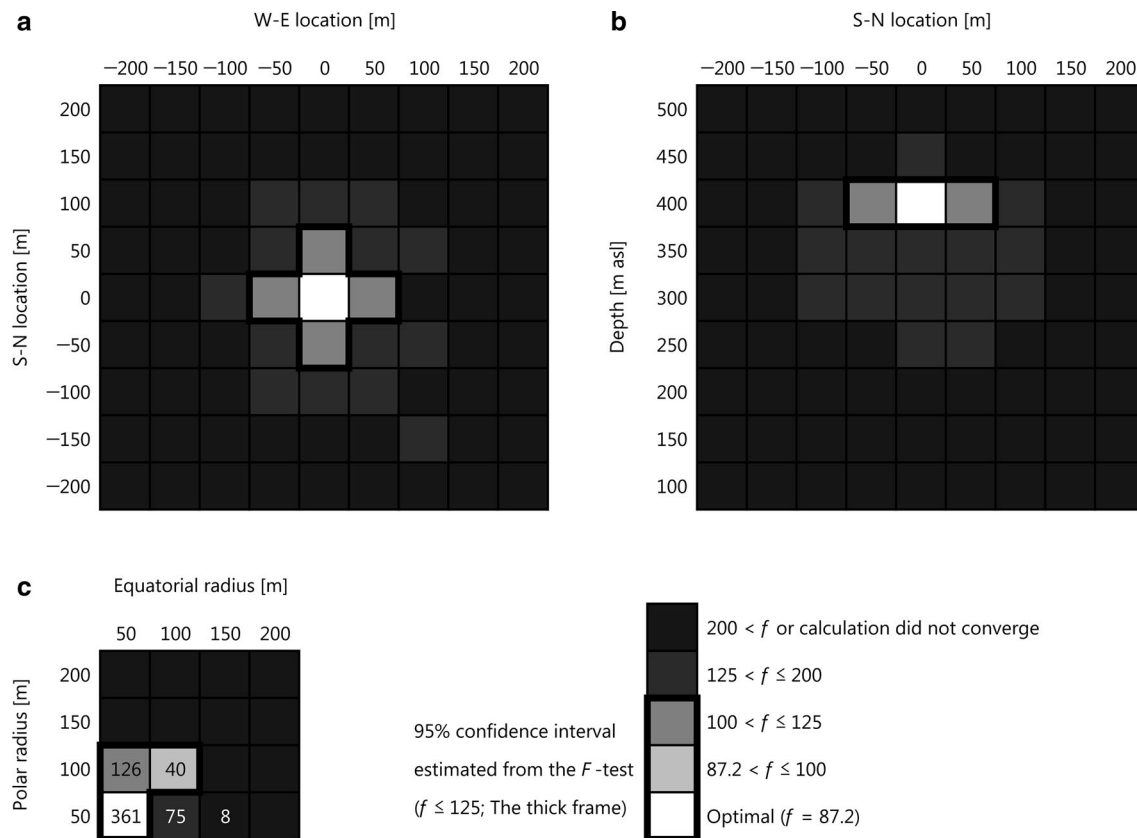 a
W-E location [m]
−200 −150 −100 −50 0 50 100 150 200
S-N location [m]
200
150
100
50
0
−50
−100
−150
−200
b
S-N location [m]
−200 −150 −100 −50 0 50 100 150 200
Depth [m asl]
500
450
400
350
300
250
200
150
100
c
Equatorial radius [m]
50 100 150 200
Polar radius [m]
200
150
100 126 40
50 361 75 8
95% confidence interval
estimated from the F -test
(f ≤ 125; The thick frame)
200 < f or calculation did not converge
125 < f ≤ 200
100 < f ≤ 125
87.2 < f ≤ 100
Optimal (f = 87.2)